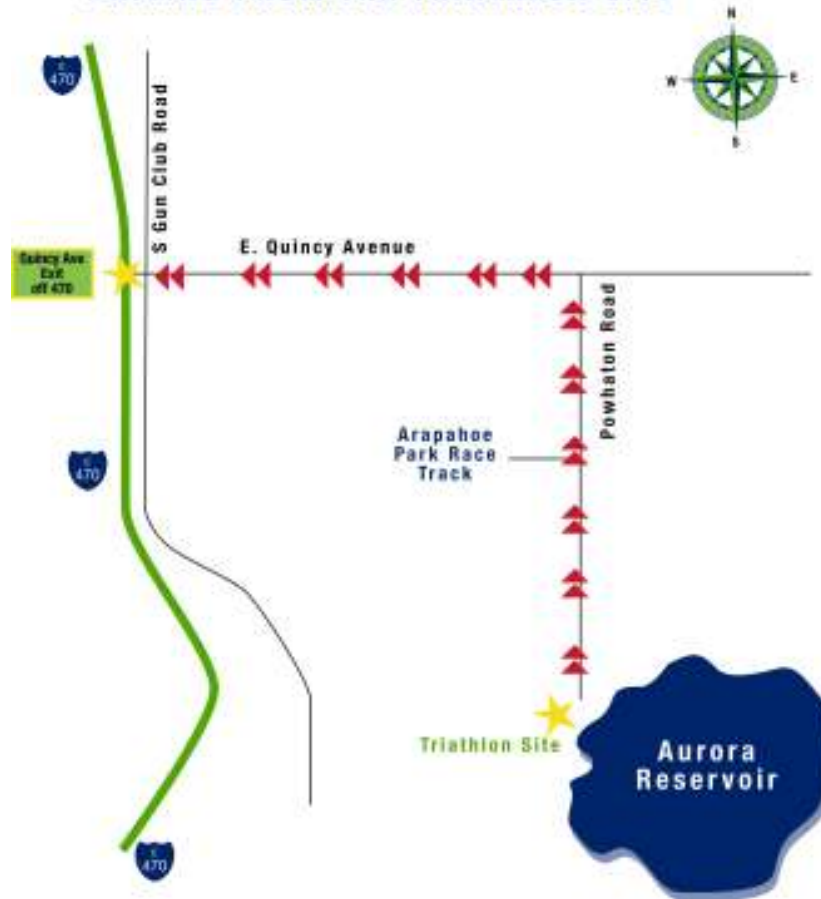 N
W
E
S
E
470
S Gun Club Road
E. Quincy Avenue
Quincy Ave
Exit
off 470
Powhaton Road
Arapahoe
Park Race
Track
E
470
Triathlon Site
Aurora
Reservoir
E
470